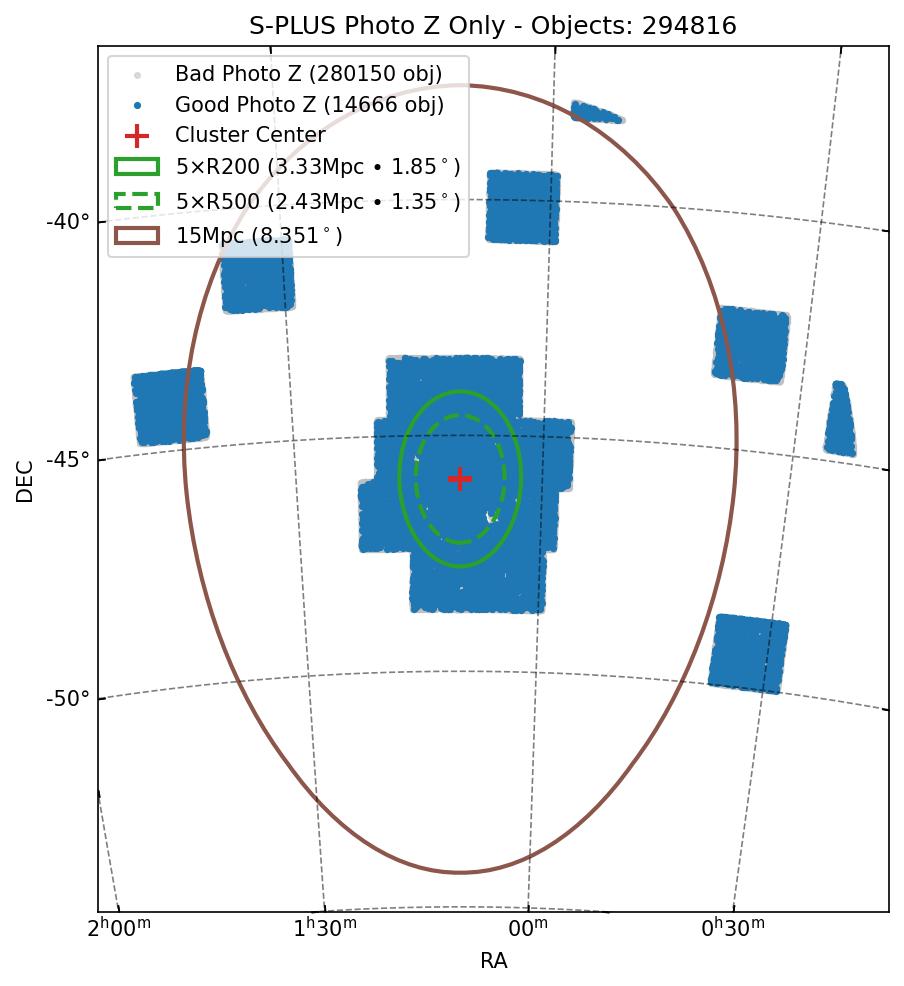 S-PLUS Photo Z Only - Objects: 294816
Bad Photo Z (280150 obj)
Good Photo Z (14666 obj)
Cluster Center
5×R200 (3.33Mpc • 1.85°)
5×R500 (2.43Mpc • 1.35°)
15Mpc (8.351°)
-40°
-45°
-50°
DEC
2ʰ00ᵐ 1ʰ30ᵐ 00ᵐ 0ʰ30ᵐ
RA